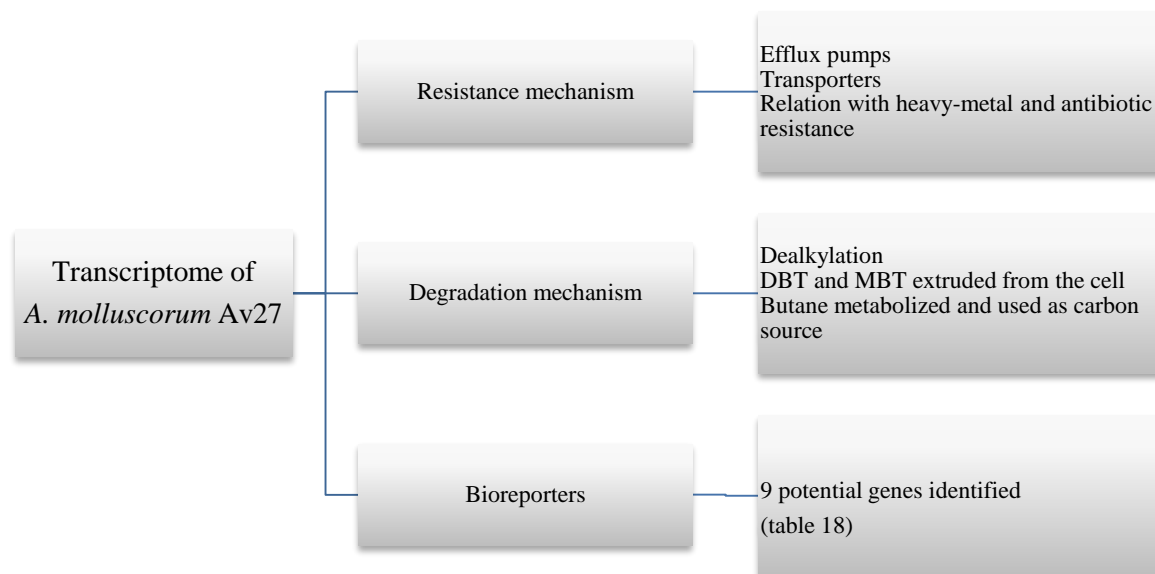 Transcriptome of
A. molluscorum Av27
Resistance mechanism
Efflux pumps
Transporters
Relation with heavy-metal and antibiotic
resistance
Degradation mechanism
Dealkylation
DBT and MBT extruded from the cell
Butane metabolized and used as carbon
source
Bioreporters
9 potential genes identified
(table 18)